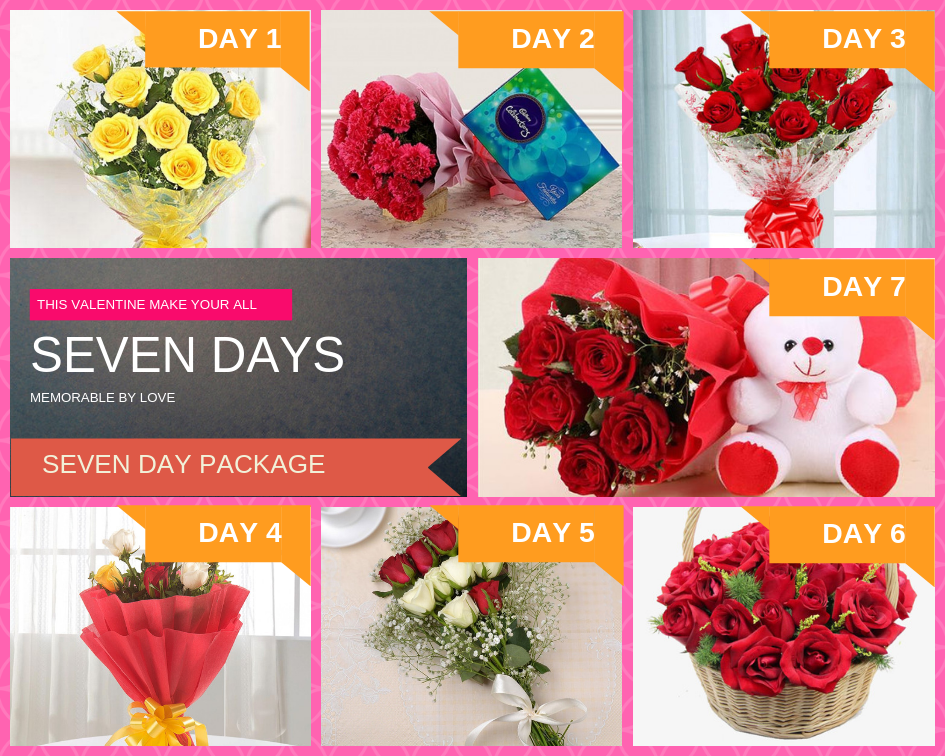 DAY 1
DAY 2
DAY 3
Celebrations
THIS VALENTINE MAKE YOUR ALL
SEVEN DAYS
MEMORABLE BY LOVE
SEVEN DAY PACKAGE
DAY 7
DAY 4
DAY 5
DAY 6